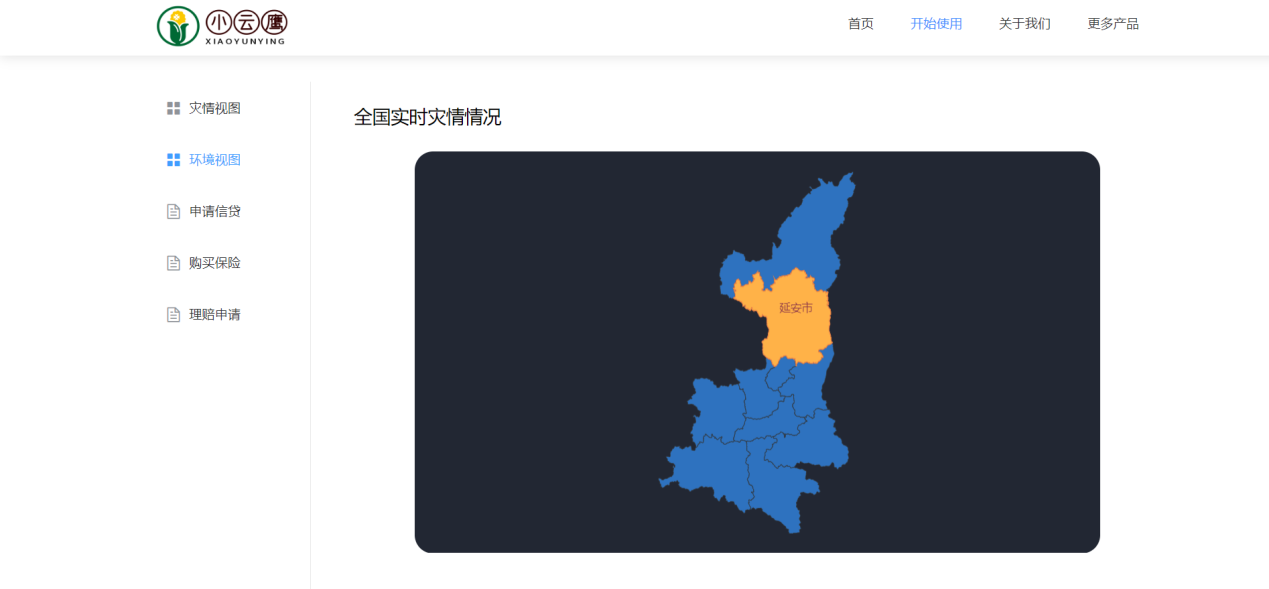 小云鹰
XIAOYUNYING
首页 开始使用 关于我们 更多产品
灾情视图
环境视图
申请信贷
购买保险
理赔申请
全国实时灾情情况
延安市